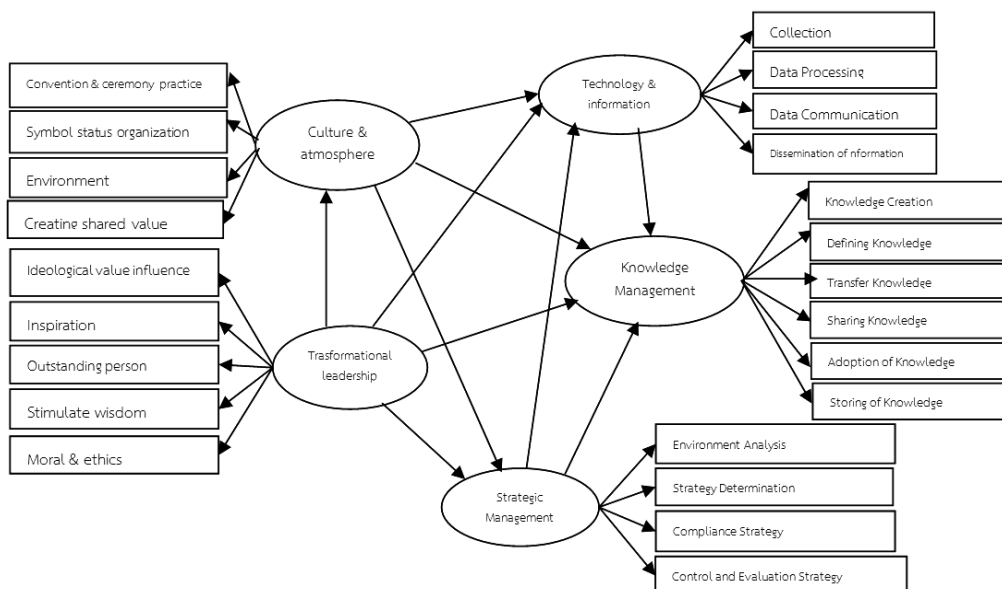 Convention & ceremony practice
Symbol status organization
Environment
Creating shared value
Ideological value influence
Inspiration
Outstanding person
Stimulate wisdom
Moral & ethics
Culture &
atmosphere
Trasformational
leadership
Technology &
information
Knowledge
Management
Strategic
Management
Collection
Data Processing
Data Communication
Dissemination of nformation
Knowledge Creation
Defining Knowledge
Transfer Knowledge
Sharing Knowledge
Adoption of Knowledge
Storing of Knowledge
Environment Analysis
Strategy Determination
Compliance Strategy
Control and Evaluation Strategy